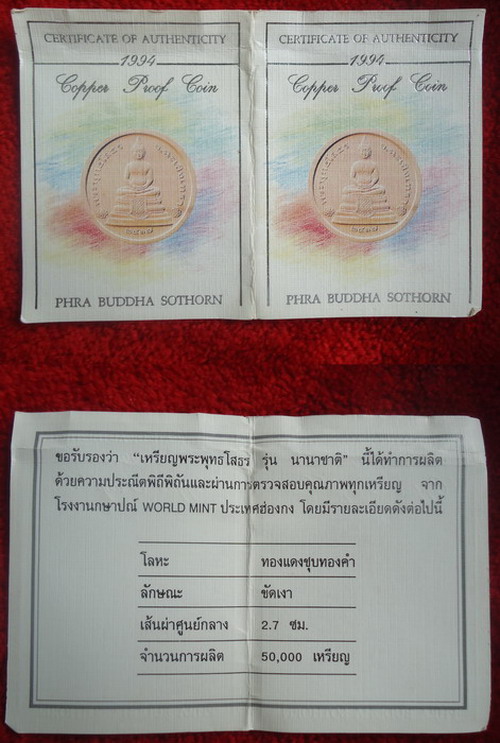 CERTIFICATE OF AUTHENTICITY
1994
Copper Proof Coin
PHRA BUDDHA SOTHORN
CERTIFICATE OF AUTHENTICITY
1994
Copper Proof Coin
PHRA BUDDHA SOTHORN
ขอรับรองว่า “เหรียญพระพุทธโสธร รุ่น นานาชาติ” นี้ได้ทำการผลิต
ด้วยความประณีตพิถีพิถันและผ่านการตรวจสอบคุณภาพทุกเหรียญ จาก
โรงงานกษาปณ์ WORLD MINT ประเทศฮ่องกง โดยมีรายละเอียดดังต่อไปนี้
โลหะ ทองแดงชุบทองคำ
ลักษณะ ขัดเงา
เส้นผ่าศูนย์กลาง 2.7 ซม.
จำนวนการผลิต 50,000 เหรียญ